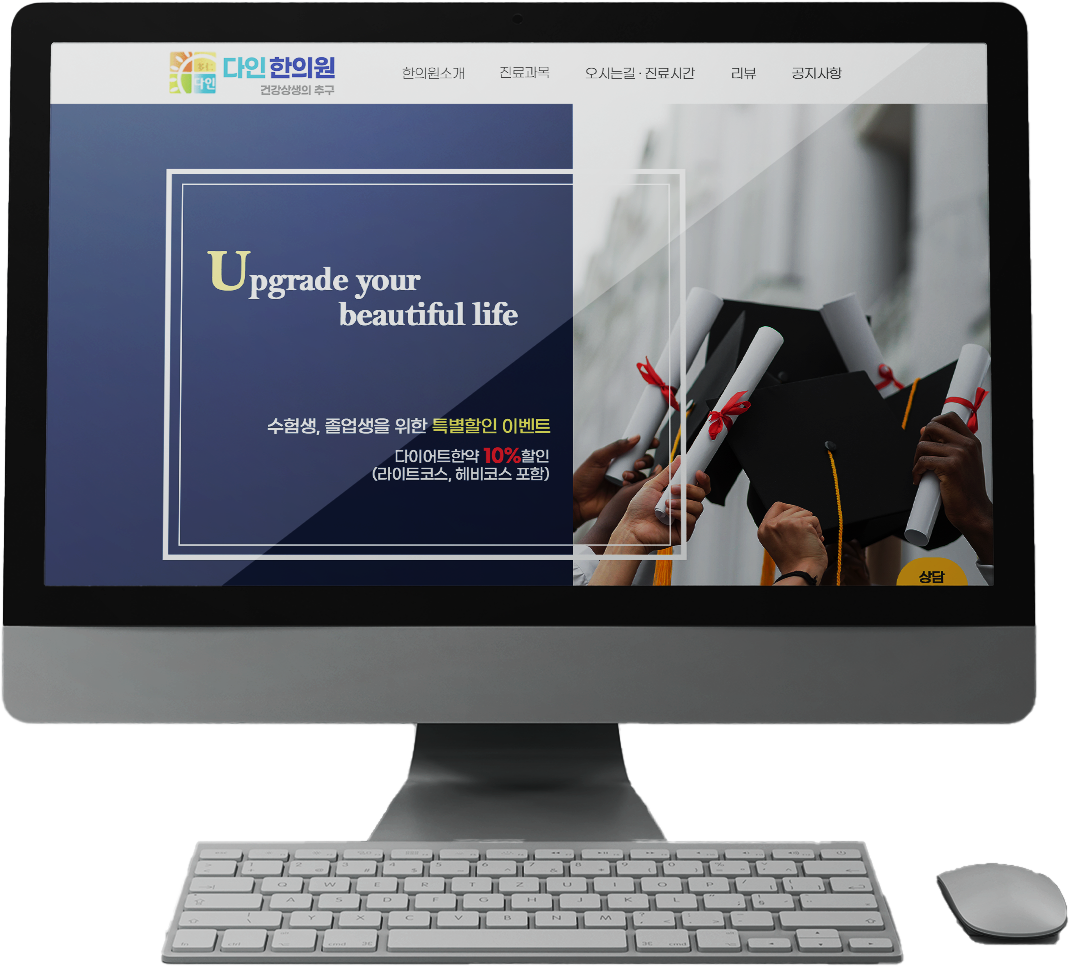 다인
다인한의원
건강상생의 추구
한의원소개 진료과목 오시는길 · 진료시간 리뷰 공지사항
Upgrade your
beautiful life
수험생, 졸업생을 위한 특별할인 이벤트
다이어트한약 10%할인
(라이트코스, 헤비코스 포함)
상담
Q W E R T Z U I O P
A S D F G H J K L
Y X C V B N M
fn ctrl cmd cmd